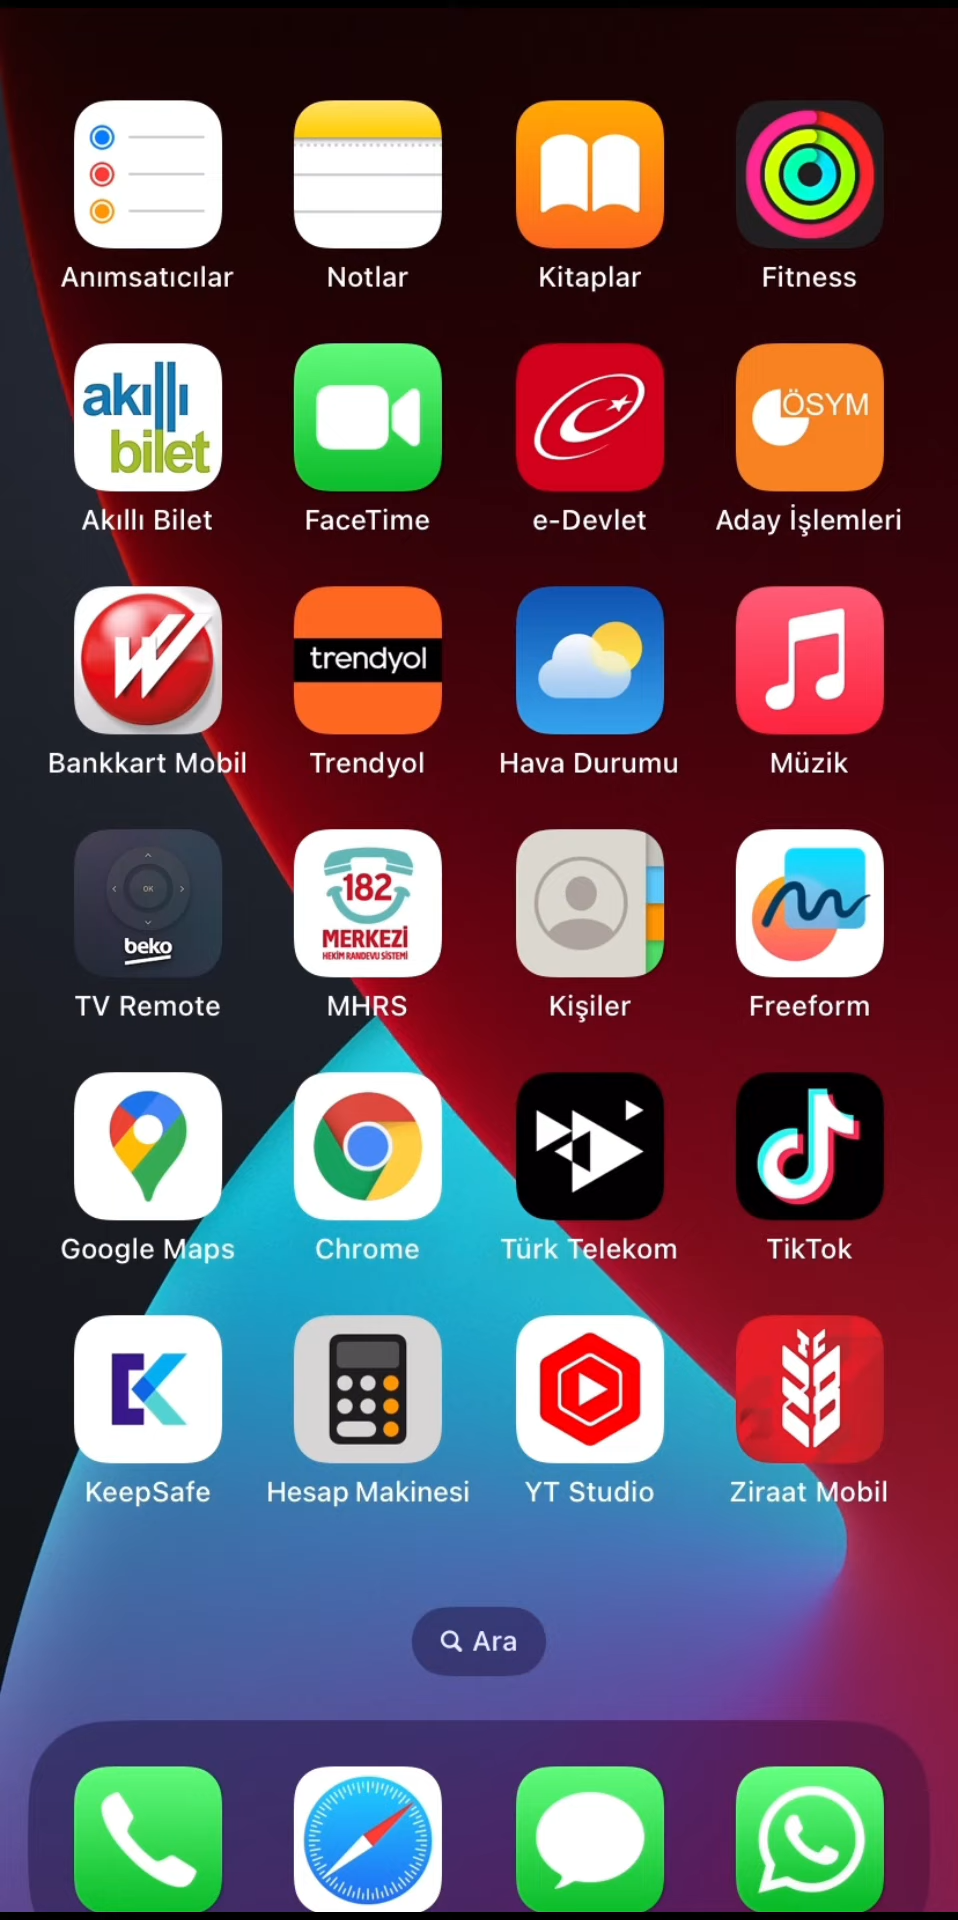 Anımsatıcılar Notlar Kitaplar Fitness
akıllı
bilet
ÖSYM
Akıllı Bilet FaceTime e-Devlet Aday İşlemleri
trendyol
Bankkart Mobil Trendyol Hava Durumu Müzik
OK
beko
182
MERKEZİ
HEKİM RANDEVU SİSTEMİ
TV Remote MHRS Kişiler Freeform
Google Maps Chrome Türk Telekom TikTok
KeepSafe Hesap Makinesi YT Studio Ziraat Mobil
Ara